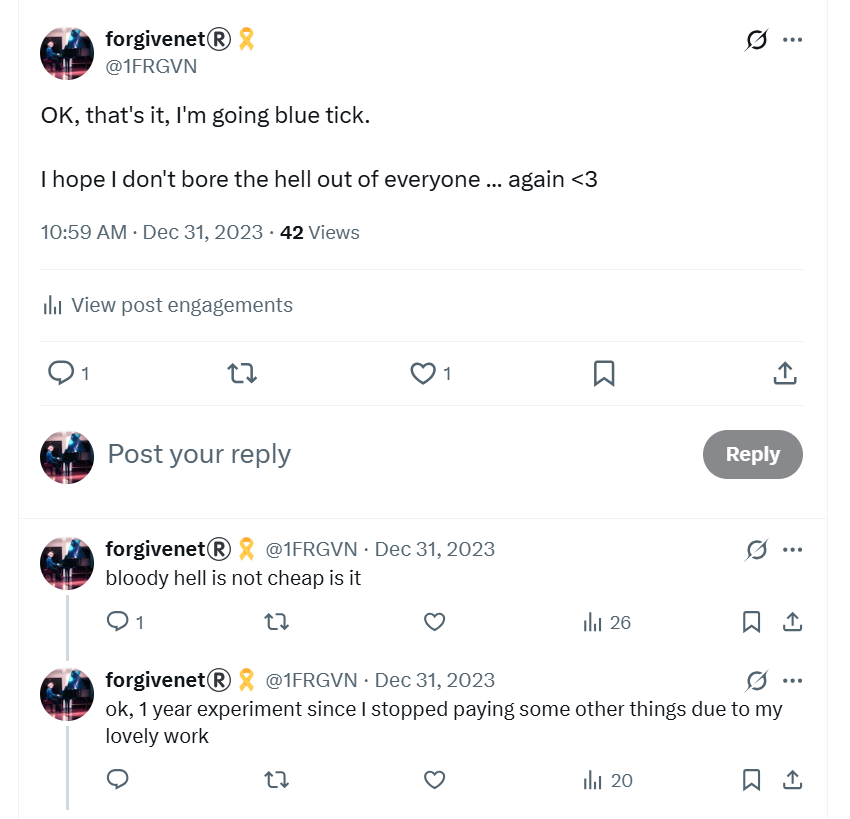 forgivenet®🎗
@1FRGVN
OK, that's it, I'm going blue tick.
I hope I don't bore the hell out of everyone ... again <3
10:59 AM · Dec 31, 2023 · 42 Views
View post engagements
1 1
Post your reply Reply
forgivenet®🎗 @1FRGVN · Dec 31, 2023
bloody hell is not cheap is it
1 26
forgivenet®🎗 @1FRGVN · Dec 31, 2023
ok, 1 year experiment since I stopped paying some other things due to my
lovely work
20